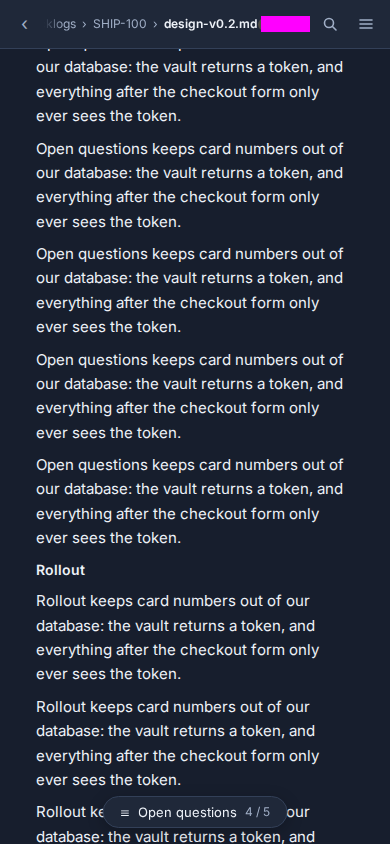 klogs › SHIP-100 › design-v0.2.md
our database: the vault returns a token, and
everything after the checkout form only
ever sees the token.
Open questions keeps card numbers out of
our database: the vault returns a token, and
everything after the checkout form only
ever sees the token.
Open questions keeps card numbers out of
our database: the vault returns a token, and
everything after the checkout form only
ever sees the token.
Open questions keeps card numbers out of
our database: the vault returns a token, and
everything after the checkout form only
ever sees the token.
Open questions keeps card numbers out of
our database: the vault returns a token, and
everything after the checkout form only
ever sees the token.
Rollout
Rollout keeps card numbers out of our
database: the vault returns a token, and
everything after the checkout form only
ever sees the token.
Rollout keeps card numbers out of our
database: the vault returns a token, and
everything after the checkout form only
ever sees the token.
Rollout ke our
Open questions 4 / 5
database: the vault returns a token, and